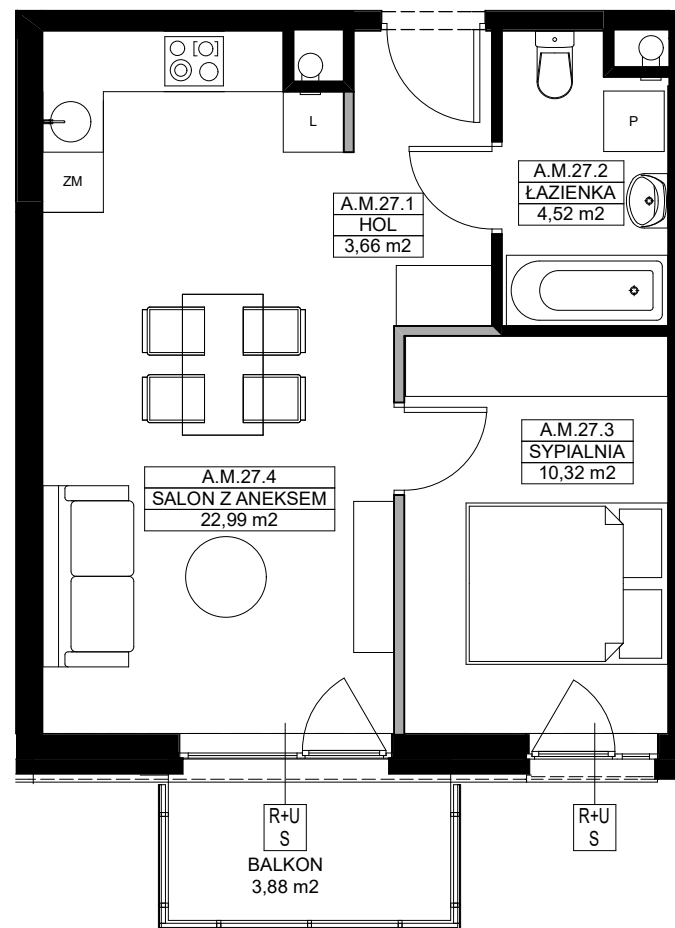 L
P
ZM
A.M.27.2
ŁAZIENKA
4,52 m2
A.M.27.1
HOL
3,66 m2
A.M.27.3
SYPIALNIA
10,32 m2
A.M.27.4
SALON Z ANEKSEM
22,99 m2
R+U
S
R+U
S
BALKON
3,88 m2